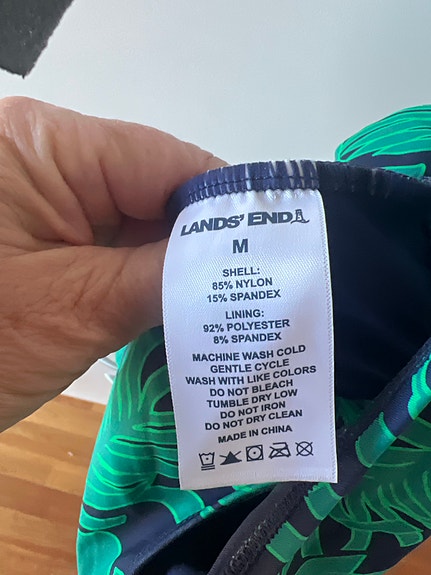 LANDS' END
M
SHELL:
85% NYLON
15% SPANDEX
LINING:
92% POLYESTER
8% SPANDEX
MACHINE WASH COLD
GENTLE CYCLE
WASH WITH LIKE COLORS
DO NOT BLEACH
TUMBLE DRY LOW
DO NOT IRON
DO NOT DRY CLEAN
MADE IN CHINA